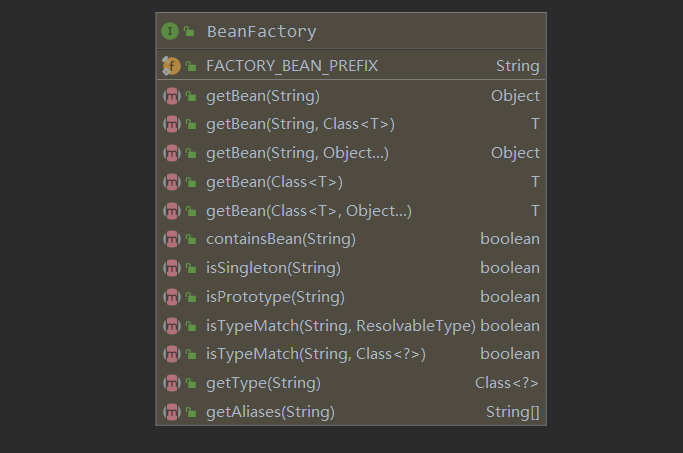 BeanFactory
FACTORY_BEAN_PREFIX String
getBean(String) Object
getBean(String, Class<T>) T
getBean(String, Object...) Object
getBean(Class<T>) T
getBean(Class<T>, Object...) T
containsBean(String) boolean
isSingleton(String) boolean
isPrototype(String) boolean
isTypeMatch(String, ResolvableType) boolean
isTypeMatch(String, Class<?>) boolean
getType(String) Class<?>
getAliases(String) String[]